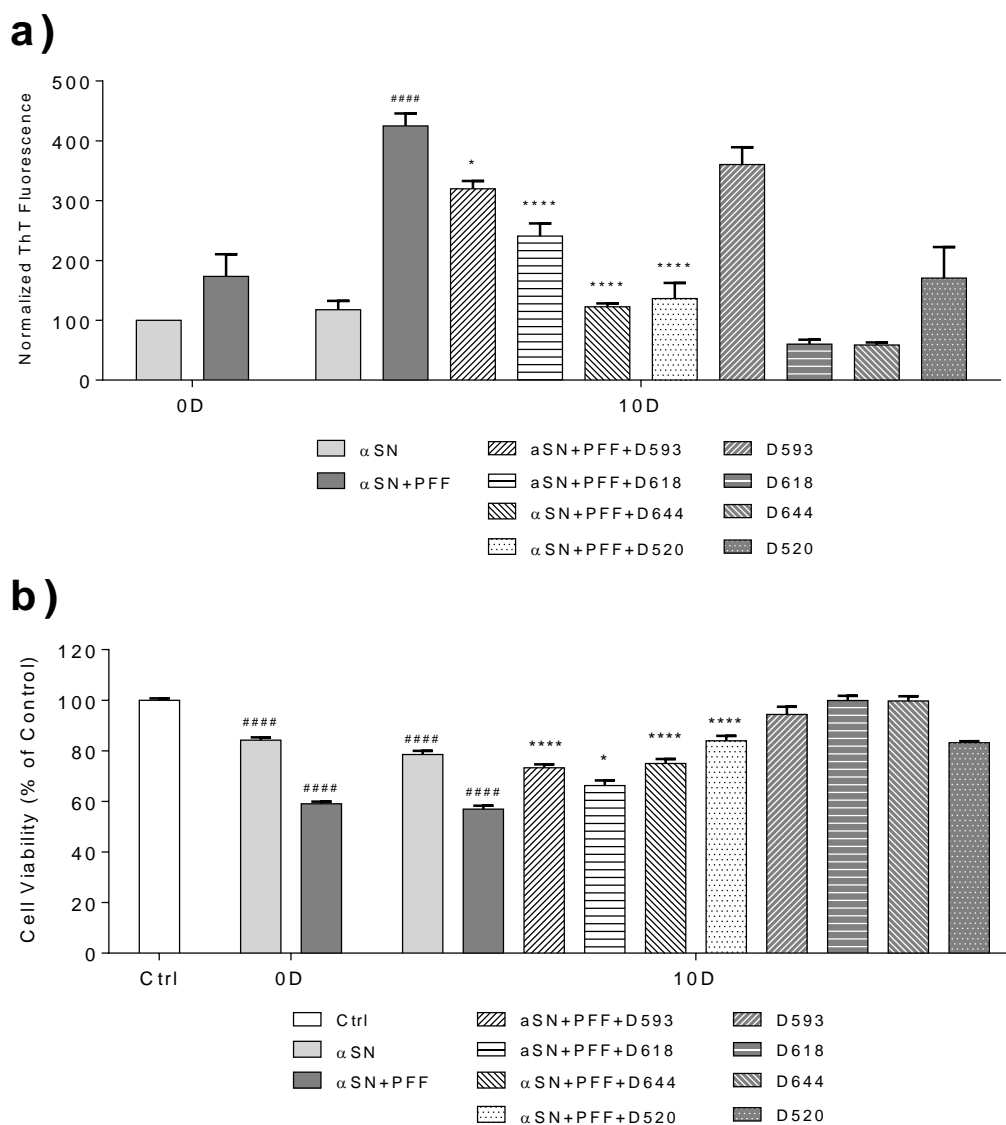 a)
Normalized ThT Fluorescence
500
400
300
200
100
0
####
*
****
****
****
0D
10D
αSN
αSN+PFF
aSN+PFF+D593
aSN+PFF+D618
αSN+PFF+D644
αSN+PFF+D520
D593
D618
D644
D520
b)
Cell Viability (% of Control)
120
100
80
60
40
20
0
####
####
####
####
****
*
****
****
Ctrl
0D
10D
Ctrl
αSN
αSN+PFF
aSN+PFF+D593
aSN+PFF+D618
αSN+PFF+D644
αSN+PFF+D520
D593
D618
D644
D520